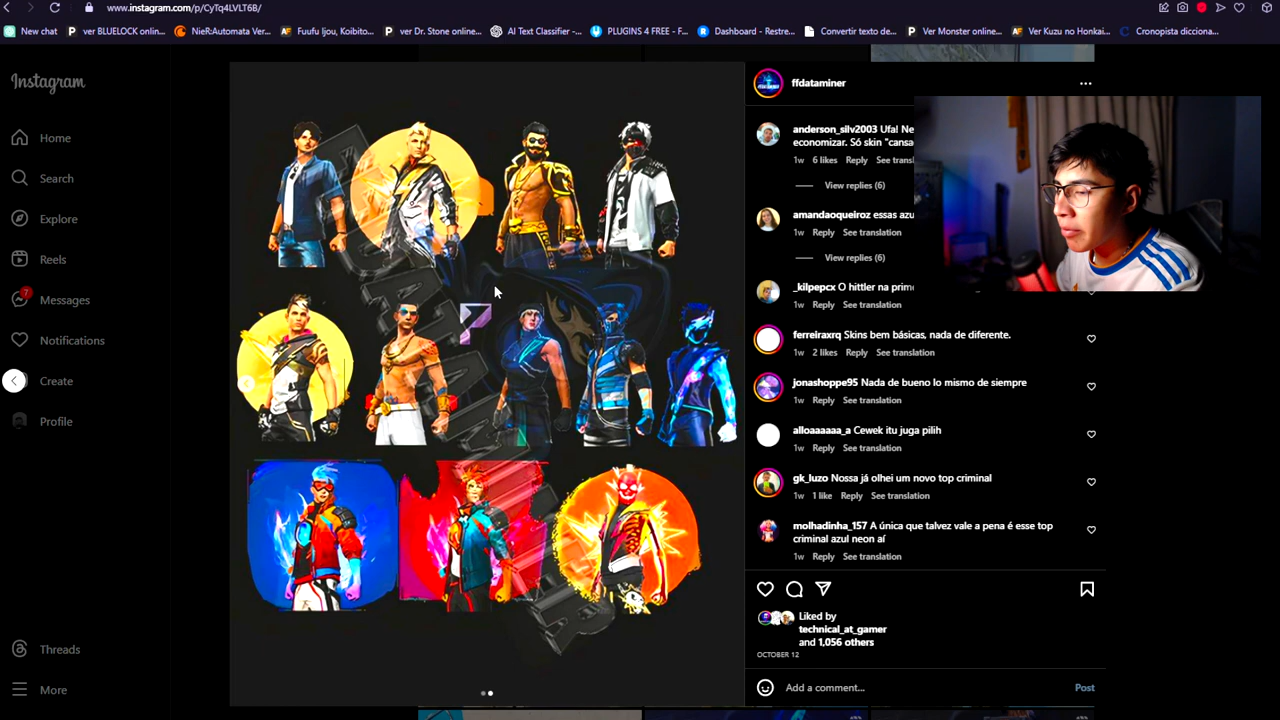 www.instagram.com/p/CyTq4LVLT6B/
New chat
ver BLUELOCK onlin...
NieR:Automata Ver...
Fuufu Ijou, Koibito...
ver Dr. Stone online...
AI Text Classifier -...
PLUGINS 4 FREE - F...
Dashboard - Restre...
Convertir texto de...
Ver Monster online...
Ver Kuzu no Honkai...
Cronopista dicciona...
Instagram
Home
Search
Explore
Reels
7
Messages
Notifications
Create
Profile
Threads
More
ffdataminer
anderson_silv2003 Ufa! Ne
economizar. Só skin "cansa
1w 6 likes Reply See transl
View replies (6)
amandaoqueiroz essas azu
1w Reply See translation
View replies (6)
_kilpepcx O hittler na prim
1w Reply See translation
ferreiraxrq Skins bem básicas, nada de diferente.
1w 2 likes Reply See translation
jonashoppe95 Nada de bueno lo mismo de siempre
1w Reply See translation
alloaaaaaa_a Cewek itu juga pilih
1w Reply See translation
gk_luzo Nossa já olhei um novo top criminal
1w 1 like Reply See translation
molhadinha_157 A única que talvez vale a pena é esse top
criminal azul neon aí
1w Reply See translation
Liked by
technical_at_gamer
and 1,056 others
OCTOBER 12
Add a comment...
Post